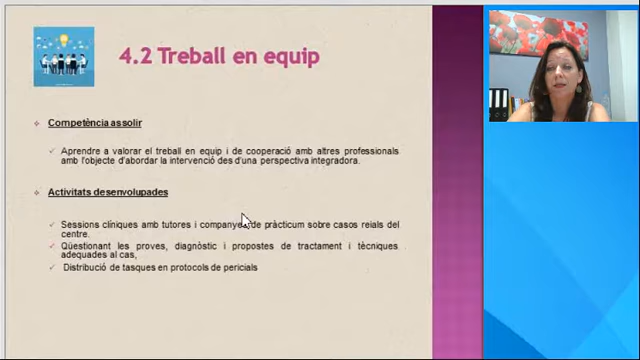 4.2 Treball en equip
Competència assolir
Aprendre a valorar el treball en equip i de cooperació amb altres professionals
amb l'objecte d'abordar la intervenció des d'una perspectiva integradora.
Activitats desenvolupades
Sessions clíniques amb tutores i companyes de pràcticum sobre casos reials del
centre.
Qüestionant les proves, diagnòstic i propostes de tractament i tècniques
adequades al cas,
Distribució de tasques en protocols de pericials